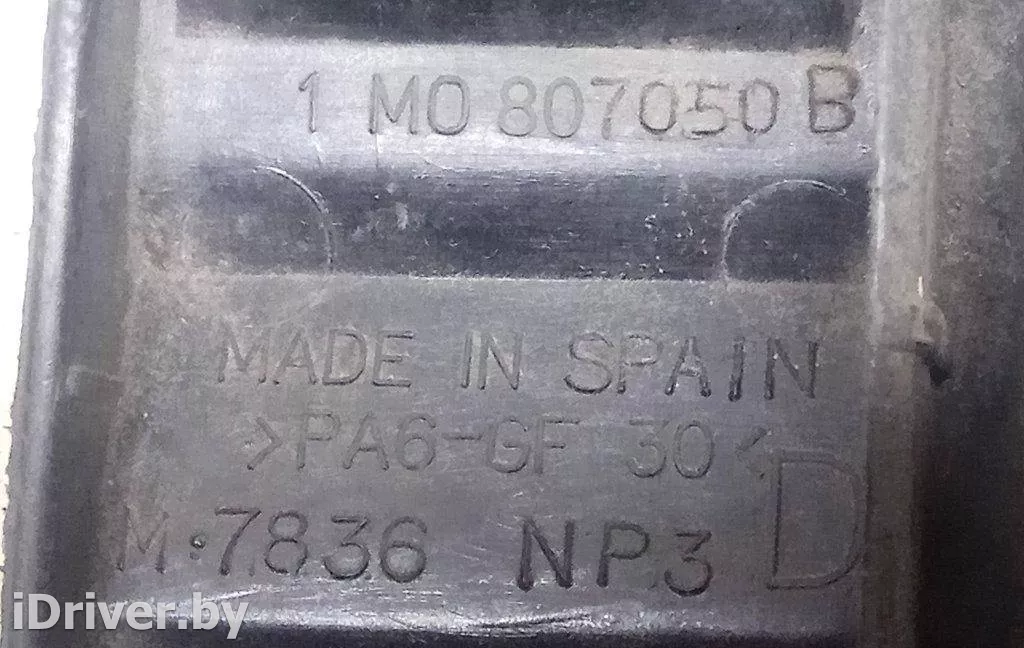 1 M0 807050 B
MADE IN SPAIN
>PA6-GF 30<
M.7836 NP3 D
iDriver.by